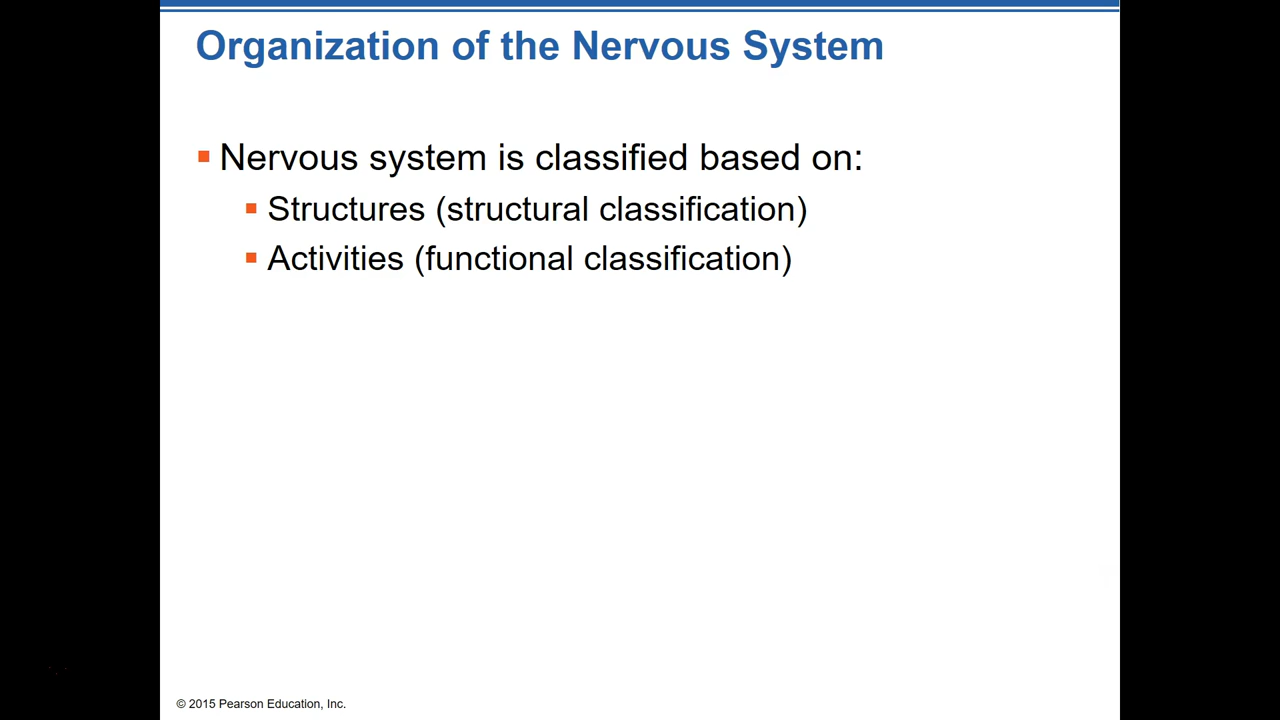 Organization of the Nervous System
Nervous system is classified based on:
Structures (structural classification)
Activities (functional classification)
© 2015 Pearson Education, Inc.